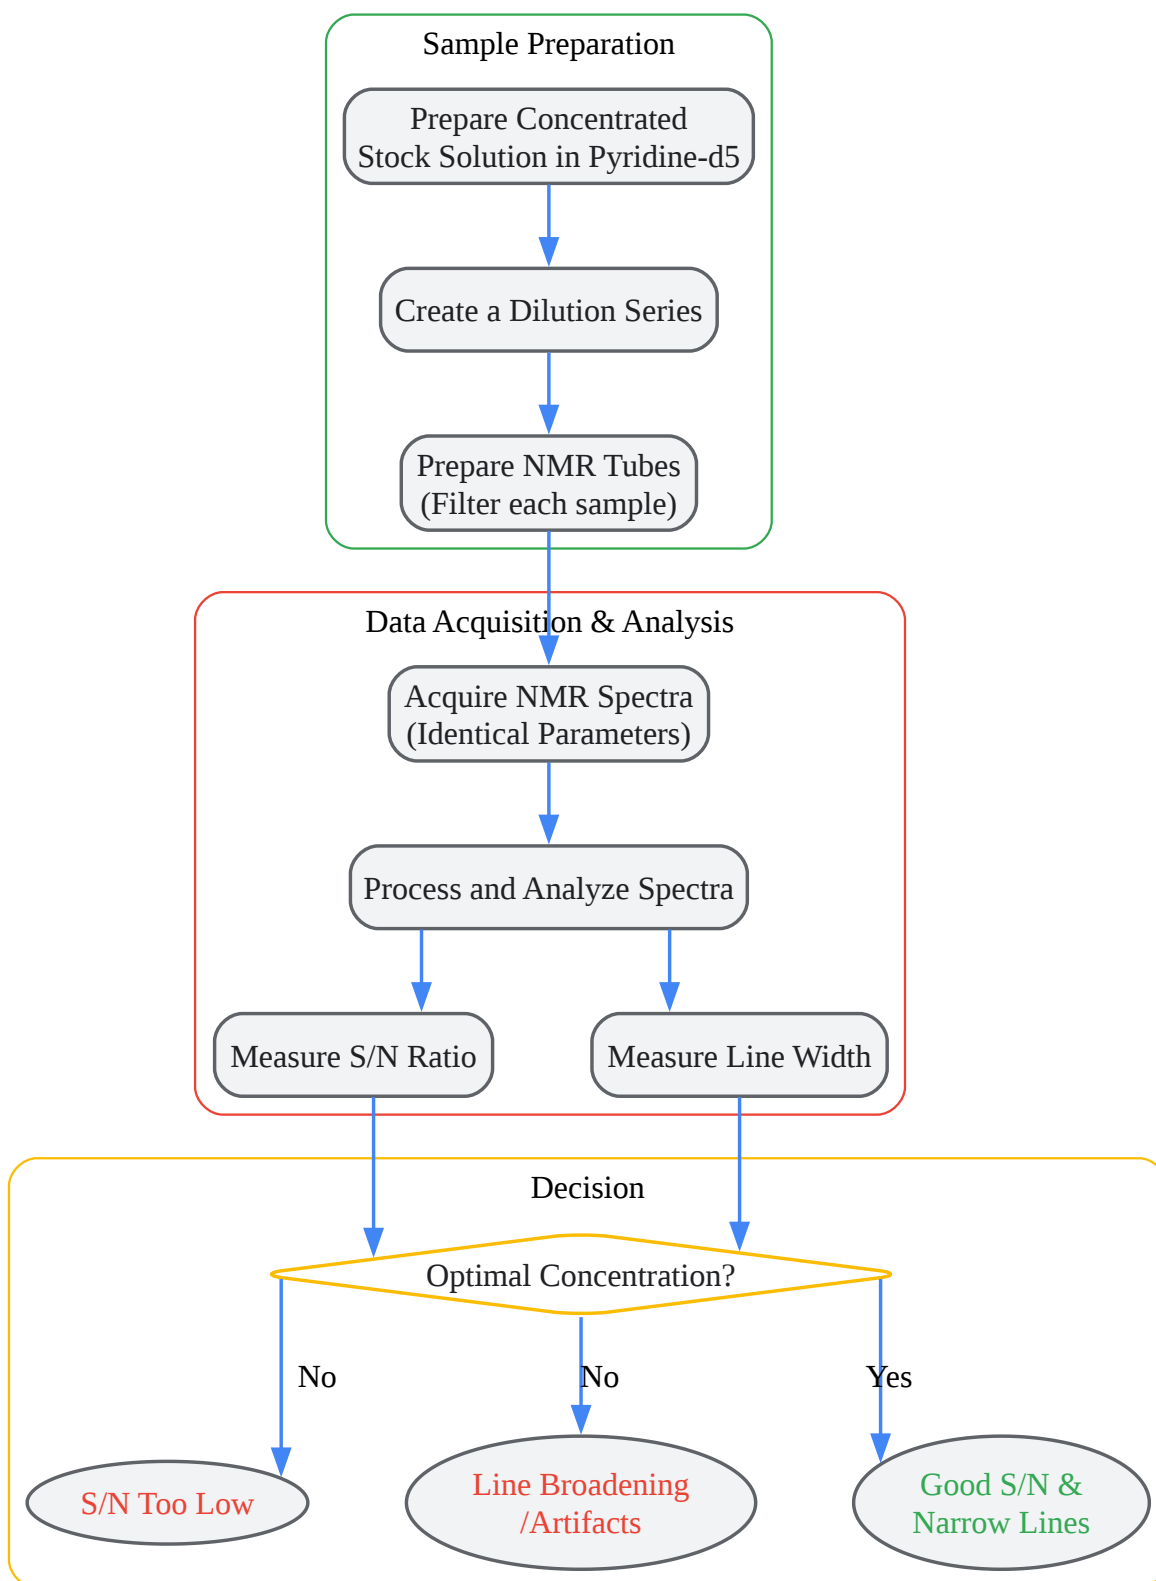 Sample Preparation
Prepare Concentrated
Stock Solution in Pyridine-d5
Create a Dilution Series
Prepare NMR Tubes
(Filter each sample)
Data Acquisition & Analysis
Acquire NMR Spectra
(Identical Parameters)
Process and Analyze Spectra
Measure S/N Ratio
Measure Line Width
Decision
Optimal Concentration?
No
No
Yes
S/N Too Low
Line Broadening
/Artifacts
Good S/N &
Narrow Lines